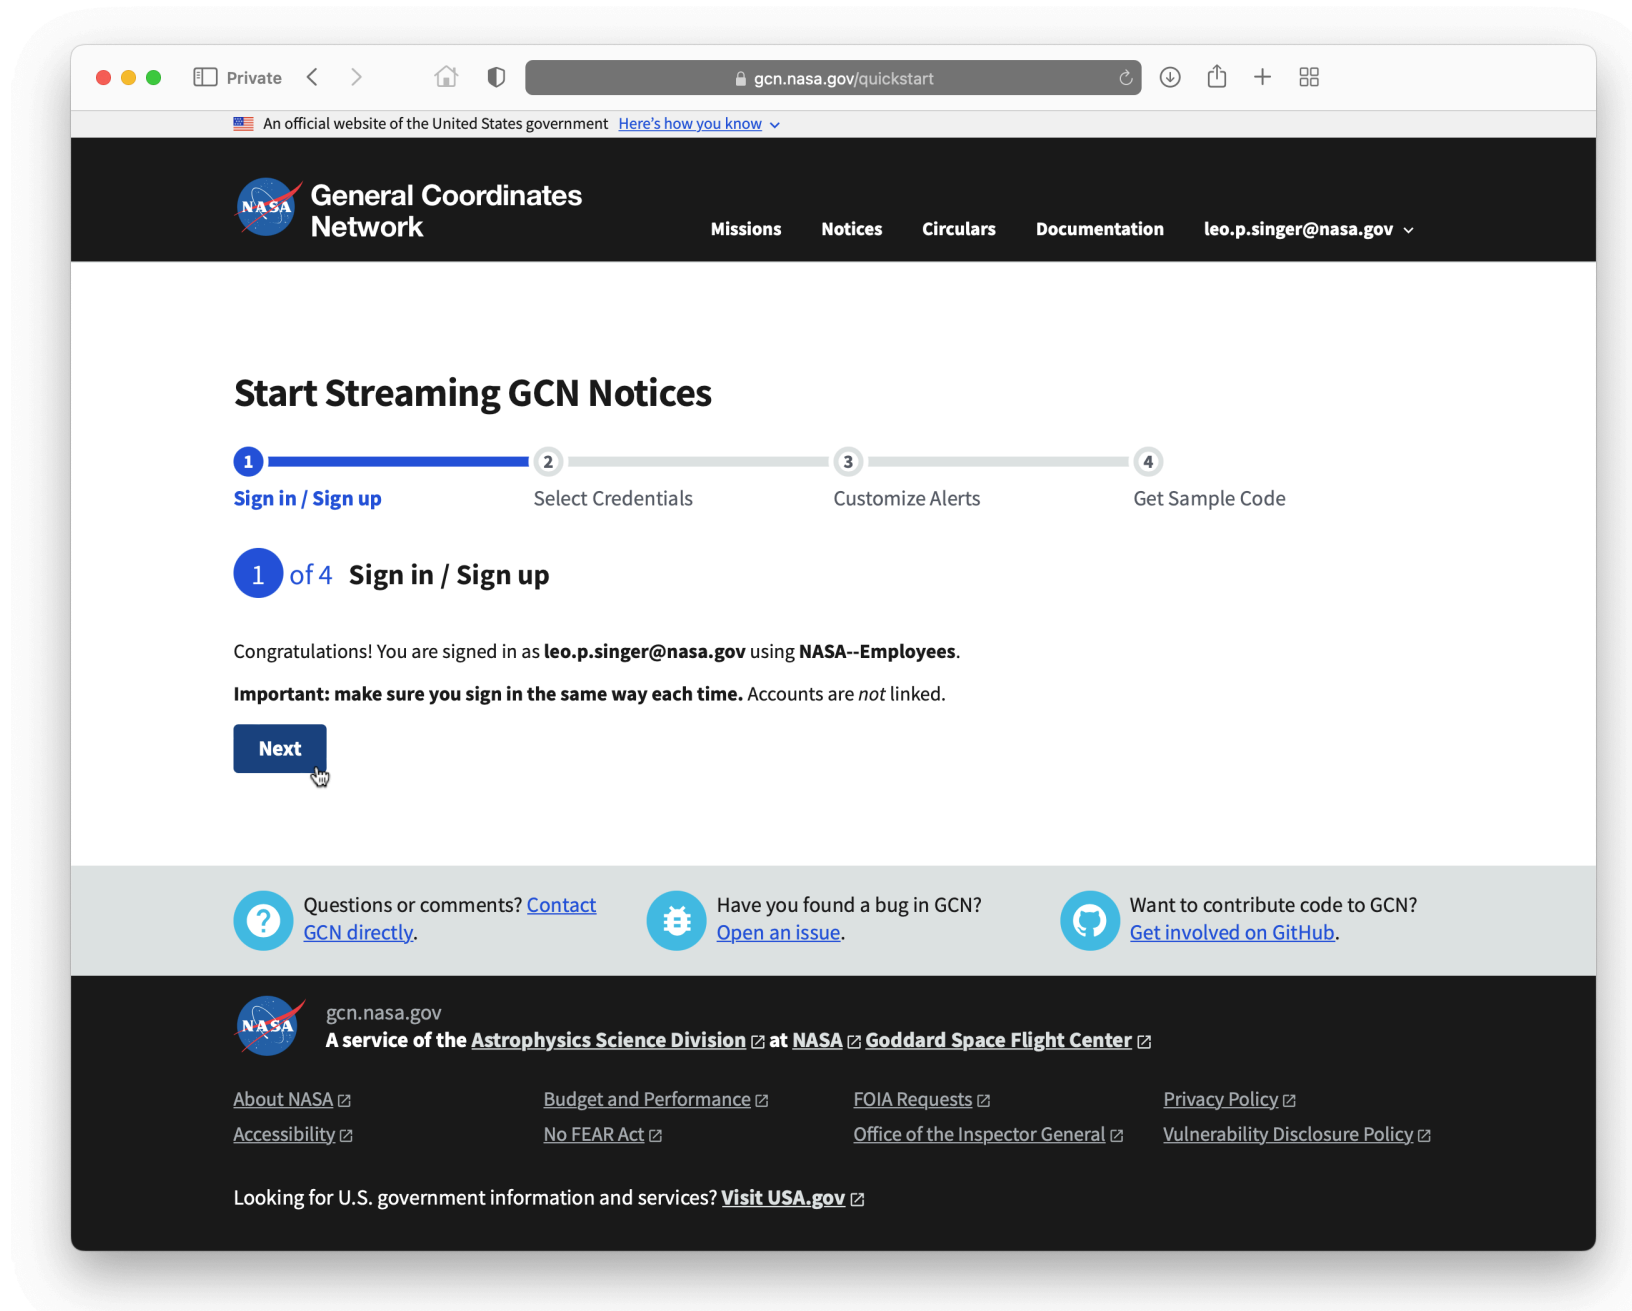 Private
gcn.nasa.gov/quickstart
An official website of the United States government Here’s how you know
NASA
General Coordinates
Network
Missions Notices Circulars Documentation leo.p.singer@nasa.gov
Start Streaming GCN Notices
1 2 3 4
Sign in / Sign up Select Credentials Customize Alerts Get Sample Code
1 of 4 Sign in / Sign up
Congratulations! You are signed in as leo.p.singer@nasa.gov using NASA--Employees.
Important: make sure you sign in the same way each time. Accounts are not linked.
Next
Questions or comments? Contact
GCN directly.
Have you found a bug in GCN?
Open an issue.
Want to contribute code to GCN?
Get involved on GitHub.
NASA
gcn.nasa.gov
A service of the Astrophysics Science Division at NASA Goddard Space Flight Center
About NASA Budget and Performance FOIA Requests Privacy Policy
Accessibility No FEAR Act Office of the Inspector General Vulnerability Disclosure Policy
Looking for U.S. government information and services? Visit USA.gov